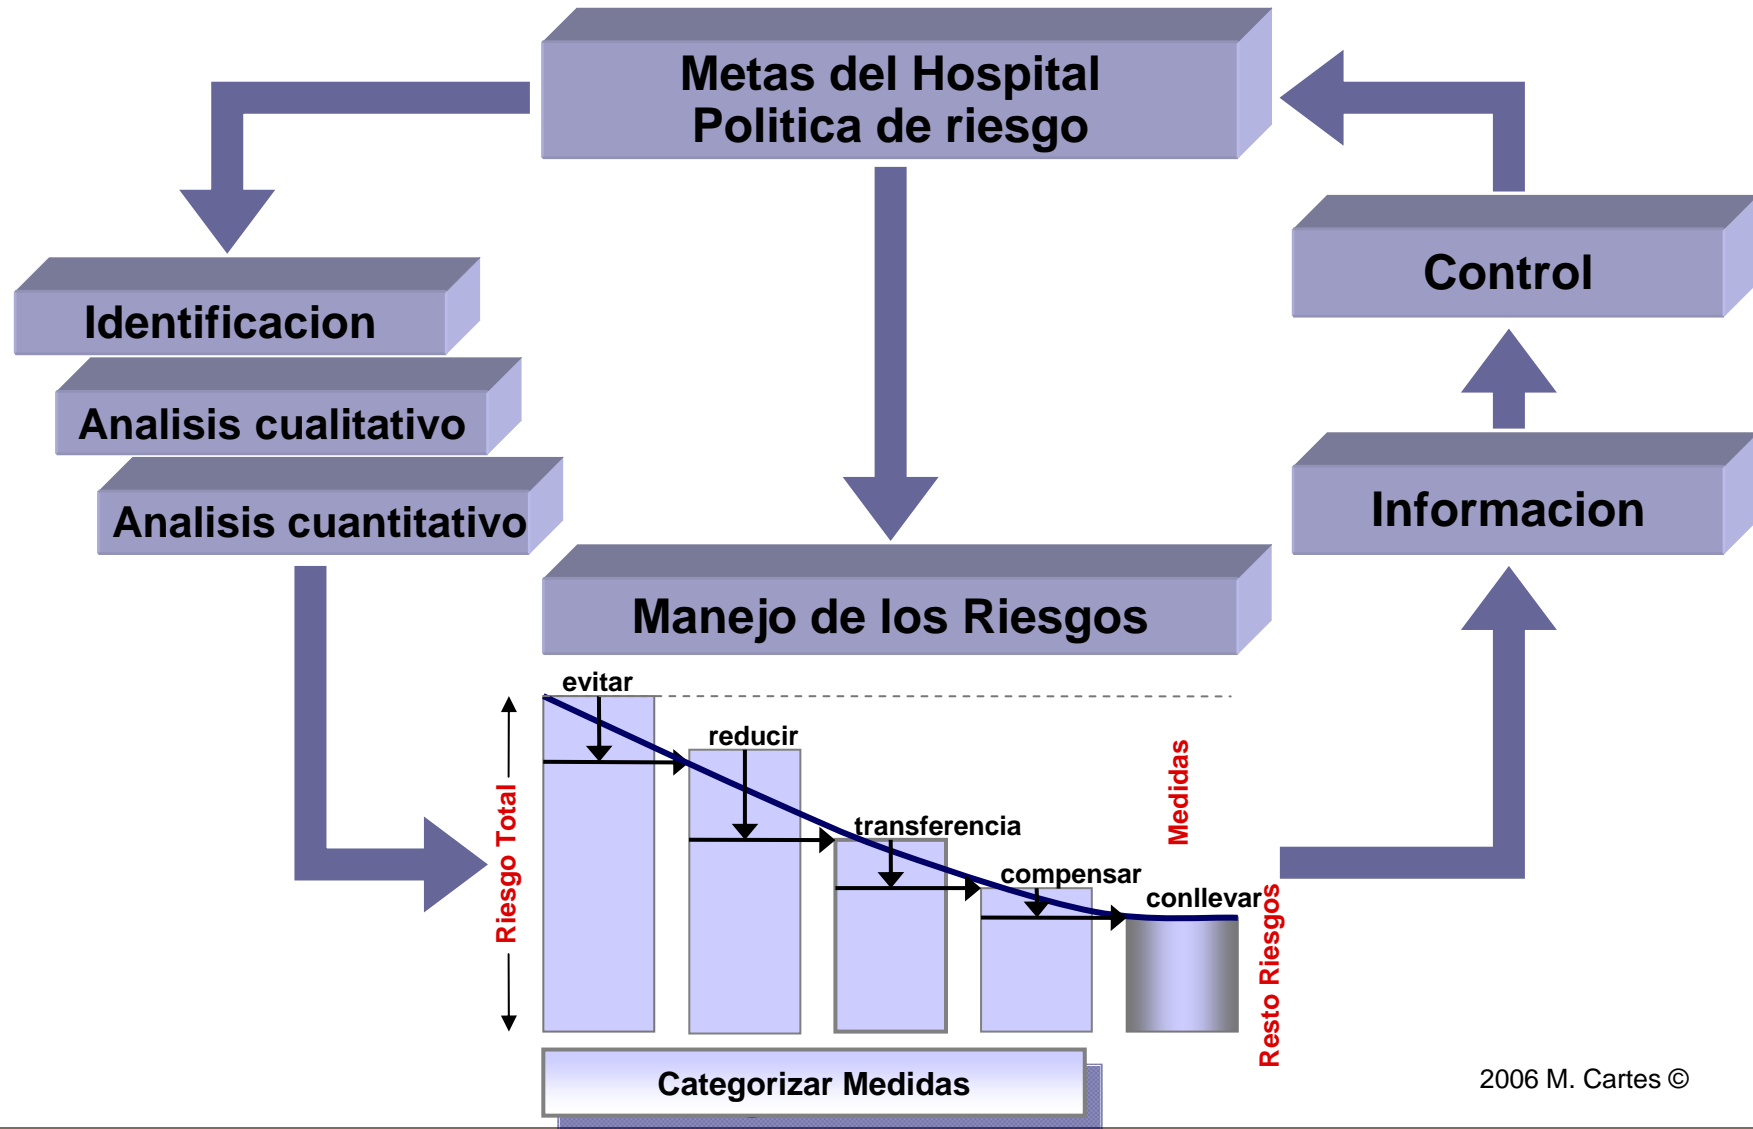 Metas del Hospital
Politica de riesgo
Identificacion
Analisis cualitativo
Analisis cuantitativo
Control
Informacion
Manejo de los Riesgos
evitar
reducir
transferencia
compensar
conllevar
Riesgo Total
Medidas
Resto Riesgos
Categorizar Medidas
2006 M. Cartes ©